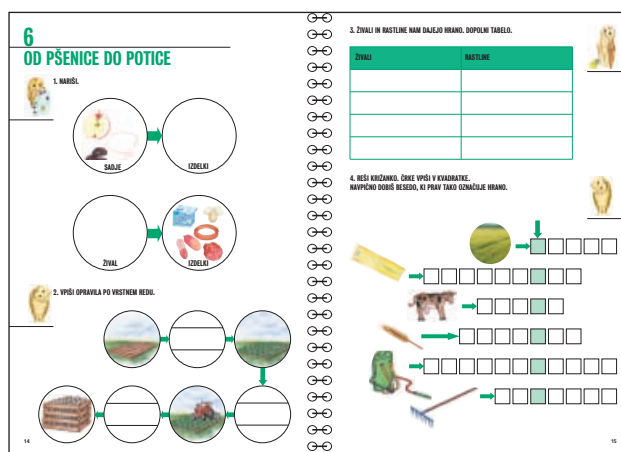 6
OD PŠENICE DO POTICE
1. NARIŠI.
SADJE
IZDELKI
ŽIVAL
IZDELKI
2. VPIŠI OPRAVILA PO VRSTNEM REDU.
14
3. ŽIVALI IN RASTLINE NAM DAJEJO HRANO. DOPOLNI TABELO.
ŽIVALI
RASTLINE
4. REŠI KRIŽANKO. ČRKE VPIŠI V KVADRATKE.
NAVPIČNO DOBIŠ BESEDO, KI PRAV TAKO OZNAČUJE HRANO.
15